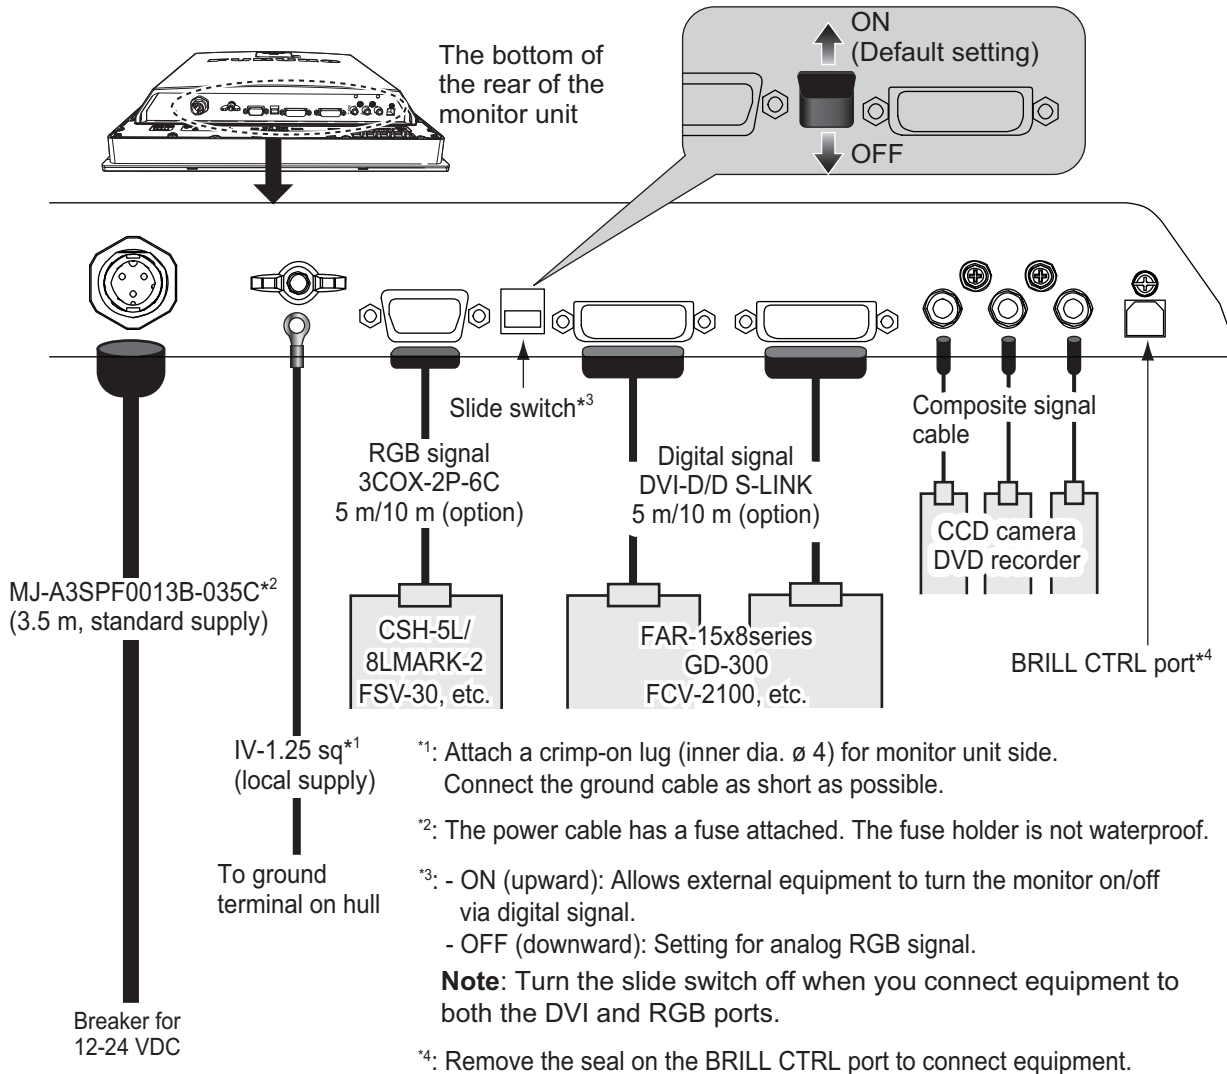 The bottom of
the rear of the
monitor unit
ON
(Default setting)
OFF
Slide switch*3
RGB signal
3COX-2P-6C
5 m/10 m (option)
Digital signal
DVI-D/D S-LINK
5 m/10 m (option)
Composite signal
cable
CCD camera
DVD recorder
MJ-A3SPF0013B-035C*2
(3.5 m, standard supply)
CSH-5L/
8LMARK-2
FSV-30, etc.
FAR-15x8series
GD-300
FCV-2100, etc.
BRILL CTRL port*4
IV-1.25 sq*1
(local supply)
To ground
terminal on hull
Breaker for
12-24 VDC
*1: Attach a crimp-on lug (inner dia. ø 4) for monitor unit side.
Connect the ground cable as short as possible.
*2: The power cable has a fuse attached. The fuse holder is not waterproof.
*3: - ON (upward): Allows external equipment to turn the monitor on/off
via digital signal.
- OFF (downward): Setting for analog RGB signal.
Note: Turn the slide switch off when you connect equipment to
both the DVI and RGB ports.
*4: Remove the seal on the BRILL CTRL port to connect equipment.